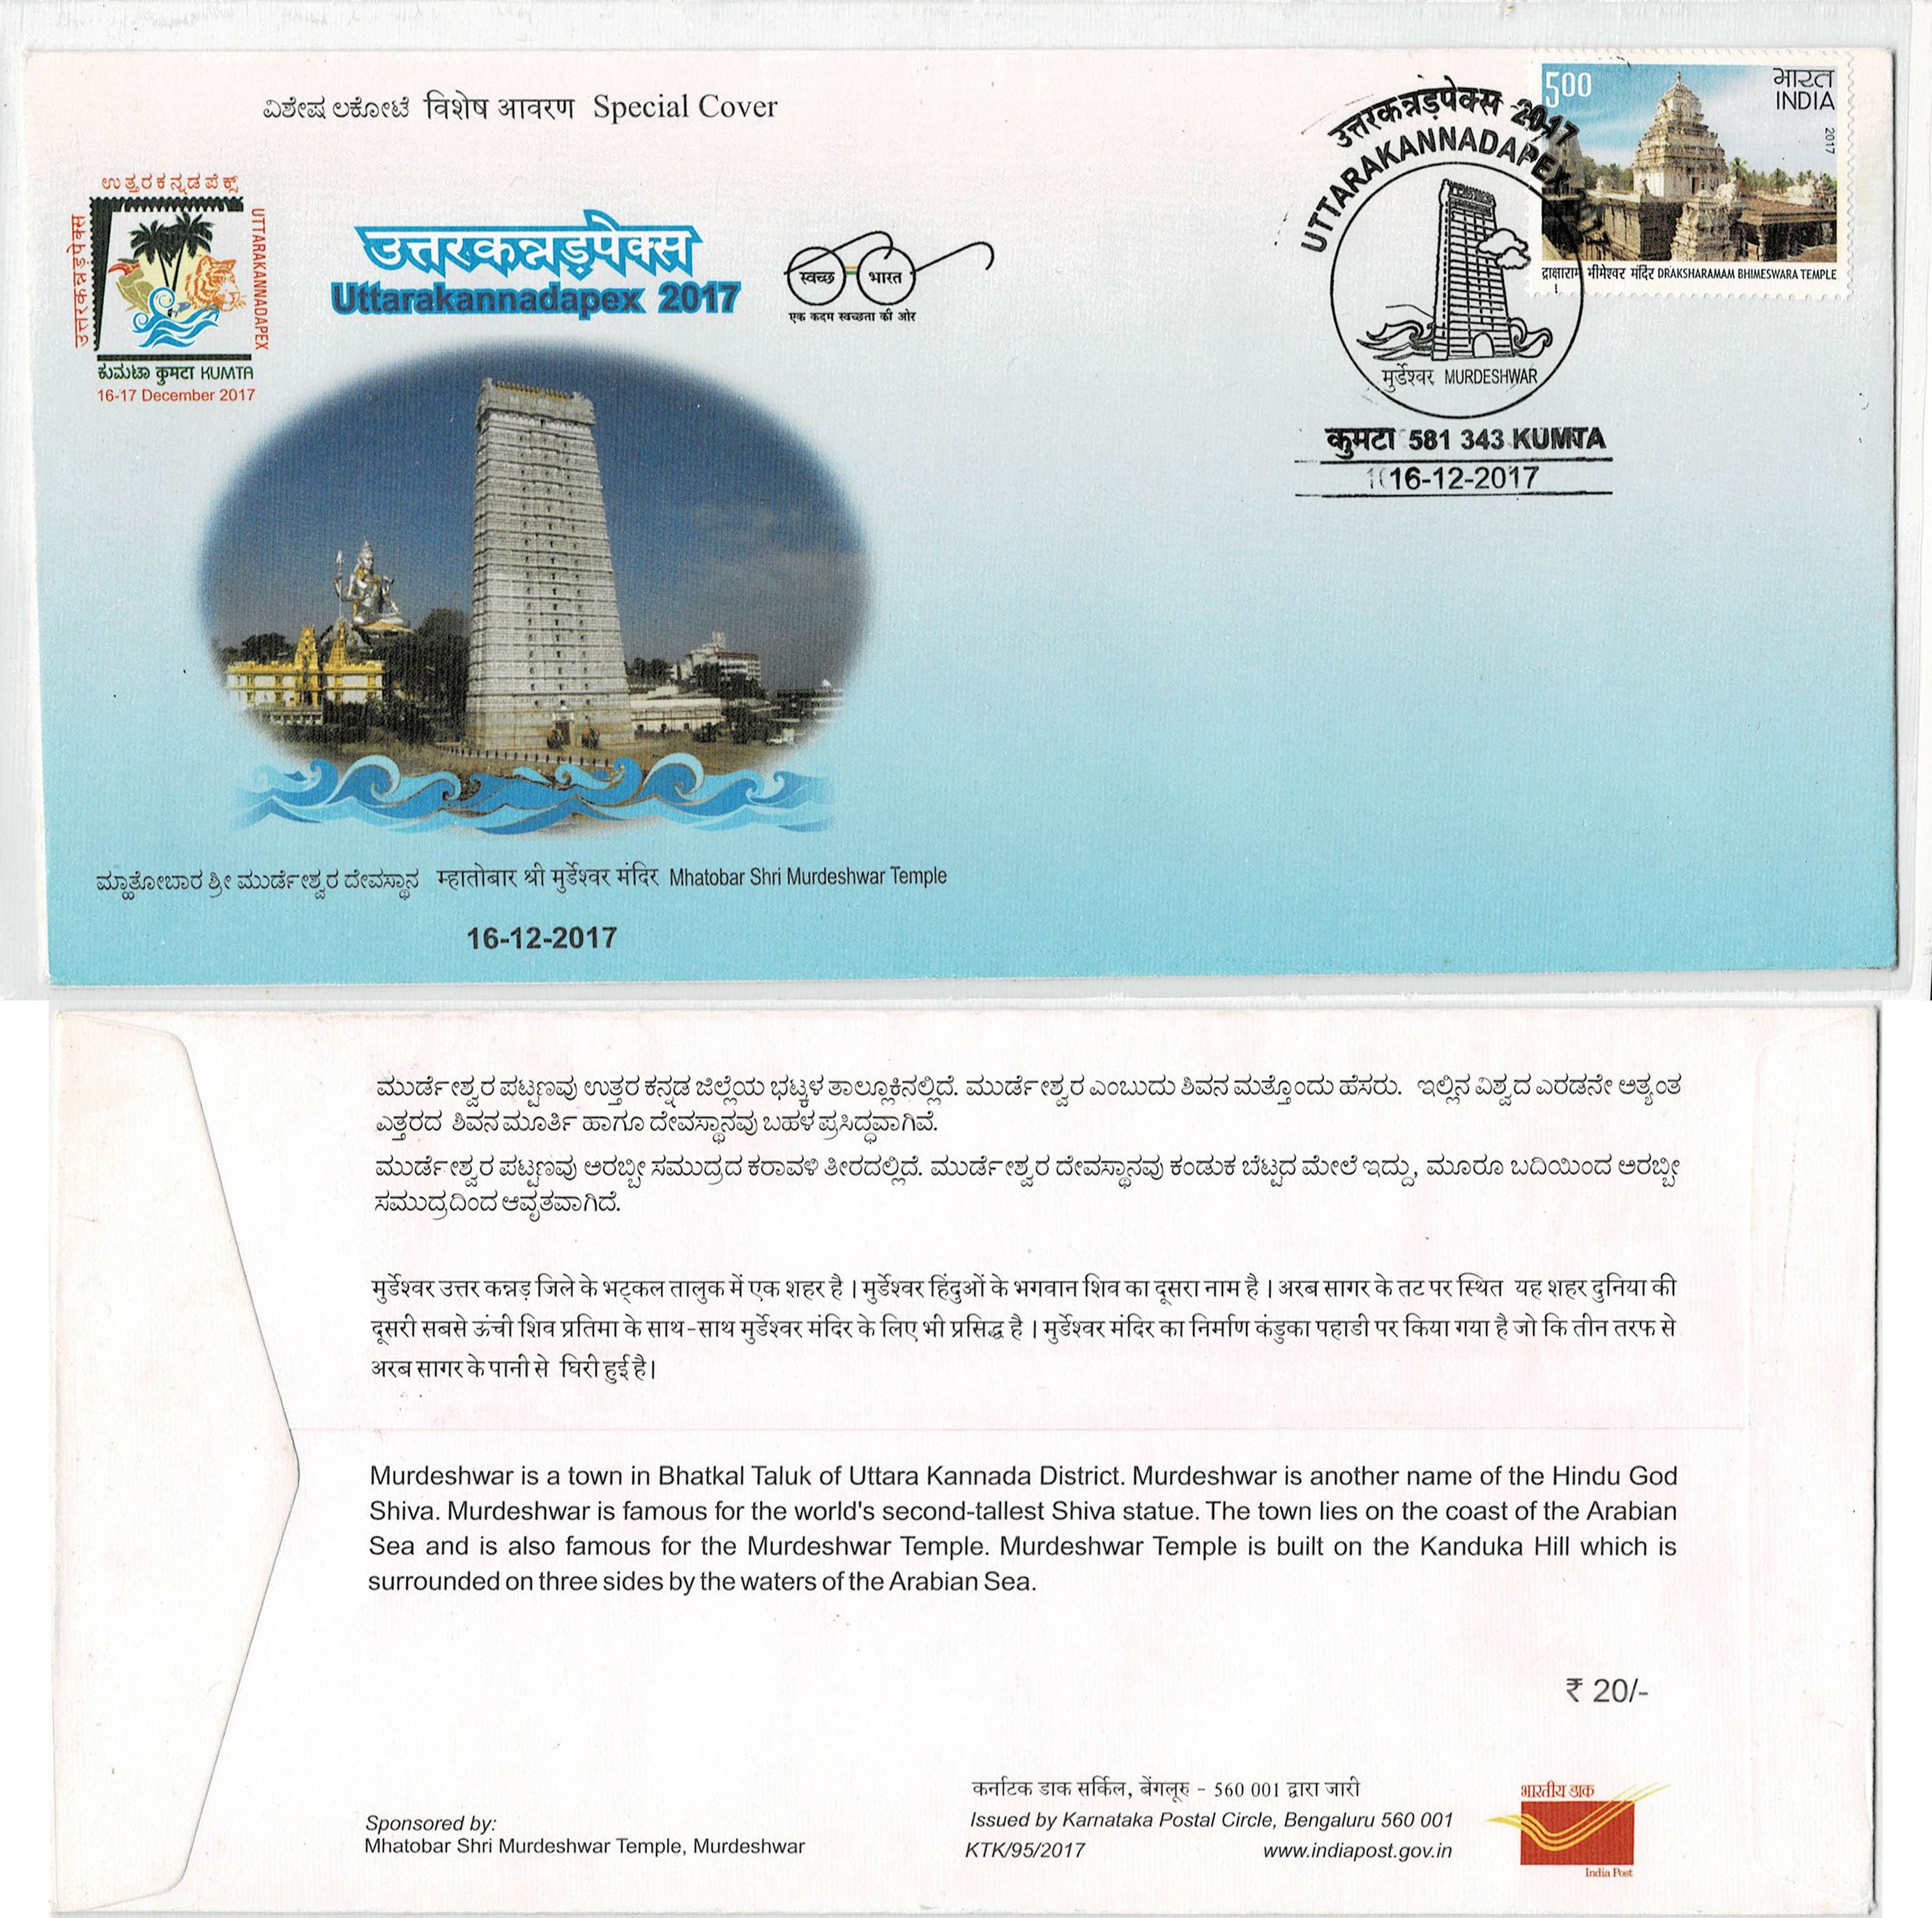 ವಿಶೇಷ ಲಕೋಟೆ विशेष आवरण Special Cover
ಉತ್ತರಕನ್ನಡಪೆಕ್ಸ್
उत्तरकन्नड़पेक्स
UTTARAKANNADAPEX
ಕುಮಟಾ कुमटा KUMTA
16-17 December 2017
उत्तरकन्नड़पेक्स
Uttarakannadapex 2017
स्वच्छ भारत
एक कदम स्वच्छता की ओर
उत्तरकन्नड़पेक्स 2017
UTTARAKANNADAPEX
मुर्डेश्वर MURDESHWAR
कुमटा 581 343 KUMTA
16-12-2017
500
भारत
INDIA
2017
द्राक्षारामम भीमेश्वर मंदिर DRAKSHARAMAM BHIMESWARA TEMPLE
ಮ್ಹಾತೋಬಾರ ಶ್ರೀ ಮುರ್ಡೇಶ್ವರ ದೇವಸ್ಥಾನ म्हातोबार श्री मुर्डेश्वर मंदिर Mhatobar Shri Murdeshwar Temple
16-12-2017
ಮುರ್ಡೇಶ್ವರ ಪಟ್ಟಣವು ಉತ್ತರ ಕನ್ನಡ ಜಿಲ್ಲೆಯ ಭಟ್ಕಳ ತಾಲ್ಲೂಕಿನಲ್ಲಿದೆ. ಮುರ್ಡೇಶ್ವರ ಎಂಬುದು ಶಿವನ ಮತ್ತೊಂದು ಹೆಸರು. ಇಲ್ಲಿನ ವಿಶ್ವದ ಎರಡನೇ ಅತ್ಯಂತ
ಎತ್ತರದ ಶಿವನ ಮೂರ್ತಿ ಹಾಗೂ ದೇವಸ್ಥಾನವು ಬಹಳ ಪ್ರಸಿದ್ಧವಾಗಿವೆ.
ಮುರ್ಡೇಶ್ವರ ಪಟ್ಟಣವು ಅರಬ್ಬೀ ಸಮುದ್ರದ ಕರಾವಳಿ ತೀರದಲ್ಲಿದೆ. ಮುರ್ಡೇಶ್ವರ ದೇವಸ್ಥಾನವು ಕಂಡುಕ ಬೆಟ್ಟದ ಮೇಲೆ ಇದ್ದು, ಮೂರೂ ಬದಿಯಿಂದ ಅರಬ್ಬೀ
ಸಮುದ್ರದಿಂದ ಆವೃತವಾಗಿದೆ.
मुर्डेश्वर उत्तर कन्नड़ जिले के भट्कल तालुक में एक शहर है । मुर्डेश्वर हिंदुओं के भगवान शिव का दूसरा नाम है । अरब सागर के तट पर स्थित यह शहर दुनिया की
दूसरी सबसे ऊंची शिव प्रतिमा के साथ-साथ मुर्डेश्वर मंदिर के लिए भी प्रसिद्ध है । मुर्डेश्वर मंदिर का निर्माण कंडुका पहाडी पर किया गया है जो कि तीन तरफ से
अरब सागर के पानी से घिरी हुई है।
Murdeshwar is a town in Bhatkal Taluk of Uttara Kannada District. Murdeshwar is another name of the Hindu God
Shiva. Murdeshwar is famous for the world's second-tallest Shiva statue. The town lies on the coast of the Arabian
Sea and is also famous for the Murdeshwar Temple. Murdeshwar Temple is built on the Kanduka Hill which is
surrounded on three sides by the waters of the Arabian Sea.
₹ 20/-
Sponsored by:
Mhatobar Shri Murdeshwar Temple, Murdeshwar
कर्नाटक डाक सर्किल, बेंगलूरु - 560 001 द्वारा जारी
Issued by Karnataka Postal Circle, Bengaluru 560 001
KTK/95/2017 www.indiapost.gov.in
भारतीय डाक
India Post